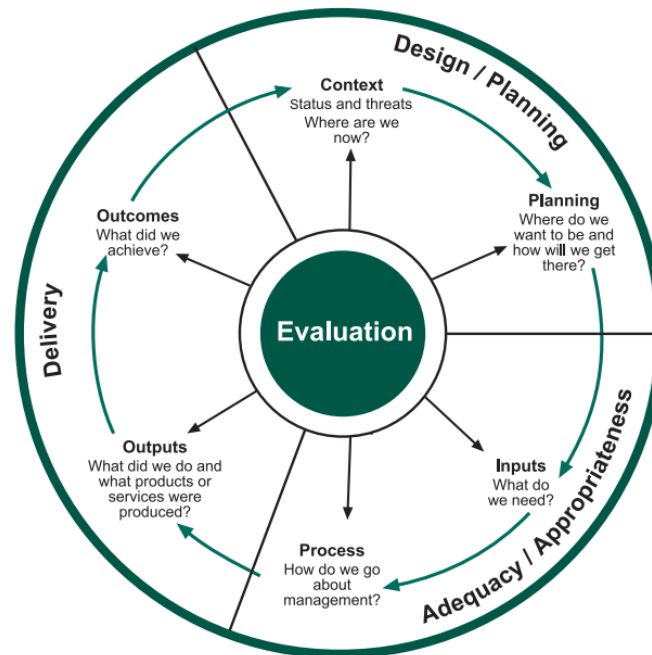 Design / Planning
Context
Status and threats
Where are we
now?
Planning
Where do we
want to be and
how will we get
there?
Outcomes
What did we
achieve?
Delivery
Evaluation
Outputs
What did we do and
what products or
services were
produced?
Inputs
What do
we need?
Process
How do we go
about
management?
Adequacy / Appropriateness